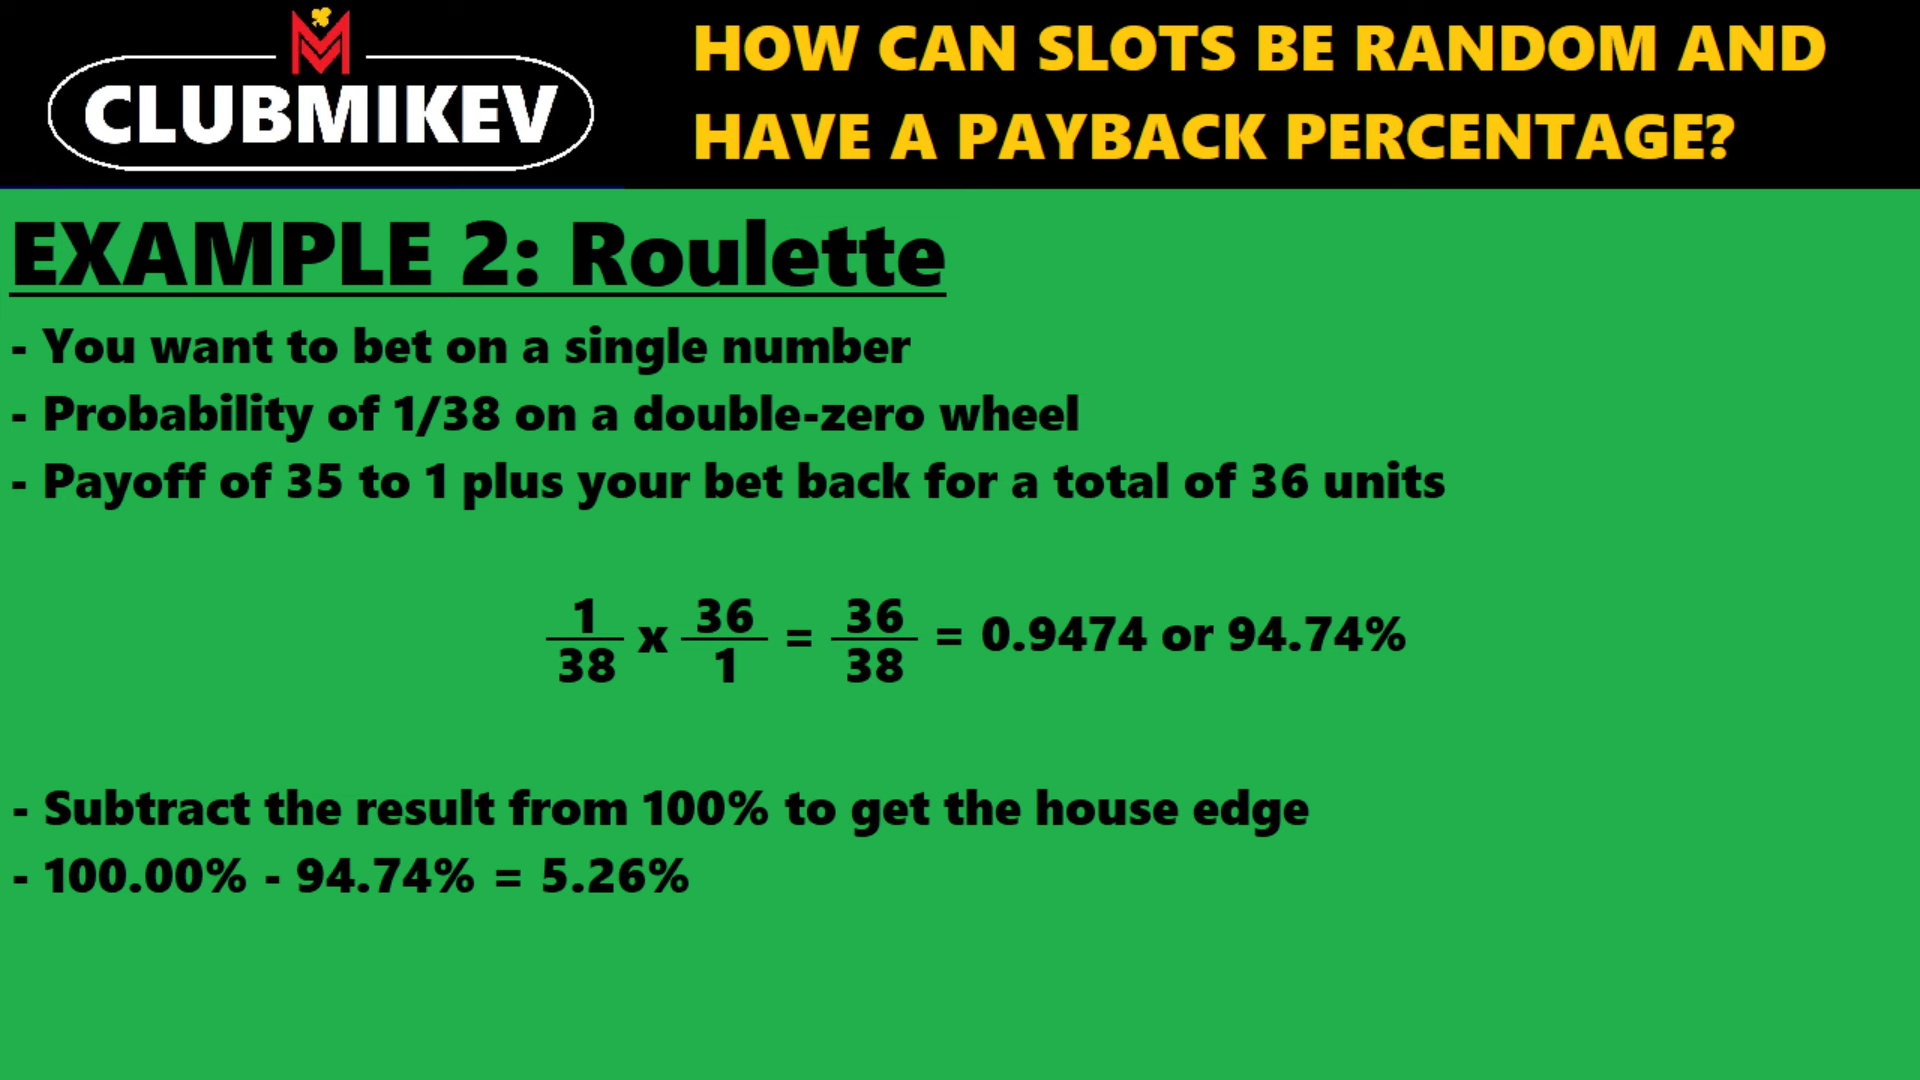 CLUBMIKEV
HOW CAN SLOTS BE RANDOM AND
HAVE A PAYBACK PERCENTAGE?
EXAMPLE 2: Roulette
- You want to bet on a single number
- Probability of 1/38 on a double-zero wheel
- Payoff of 35 to 1 plus your bet back for a total of 36 units
1/38 x 36/1 = 36/38 = 0.9474 or 94.74%
- Subtract the result from 100% to get the house edge
- 100.00% - 94.74% = 5.26%